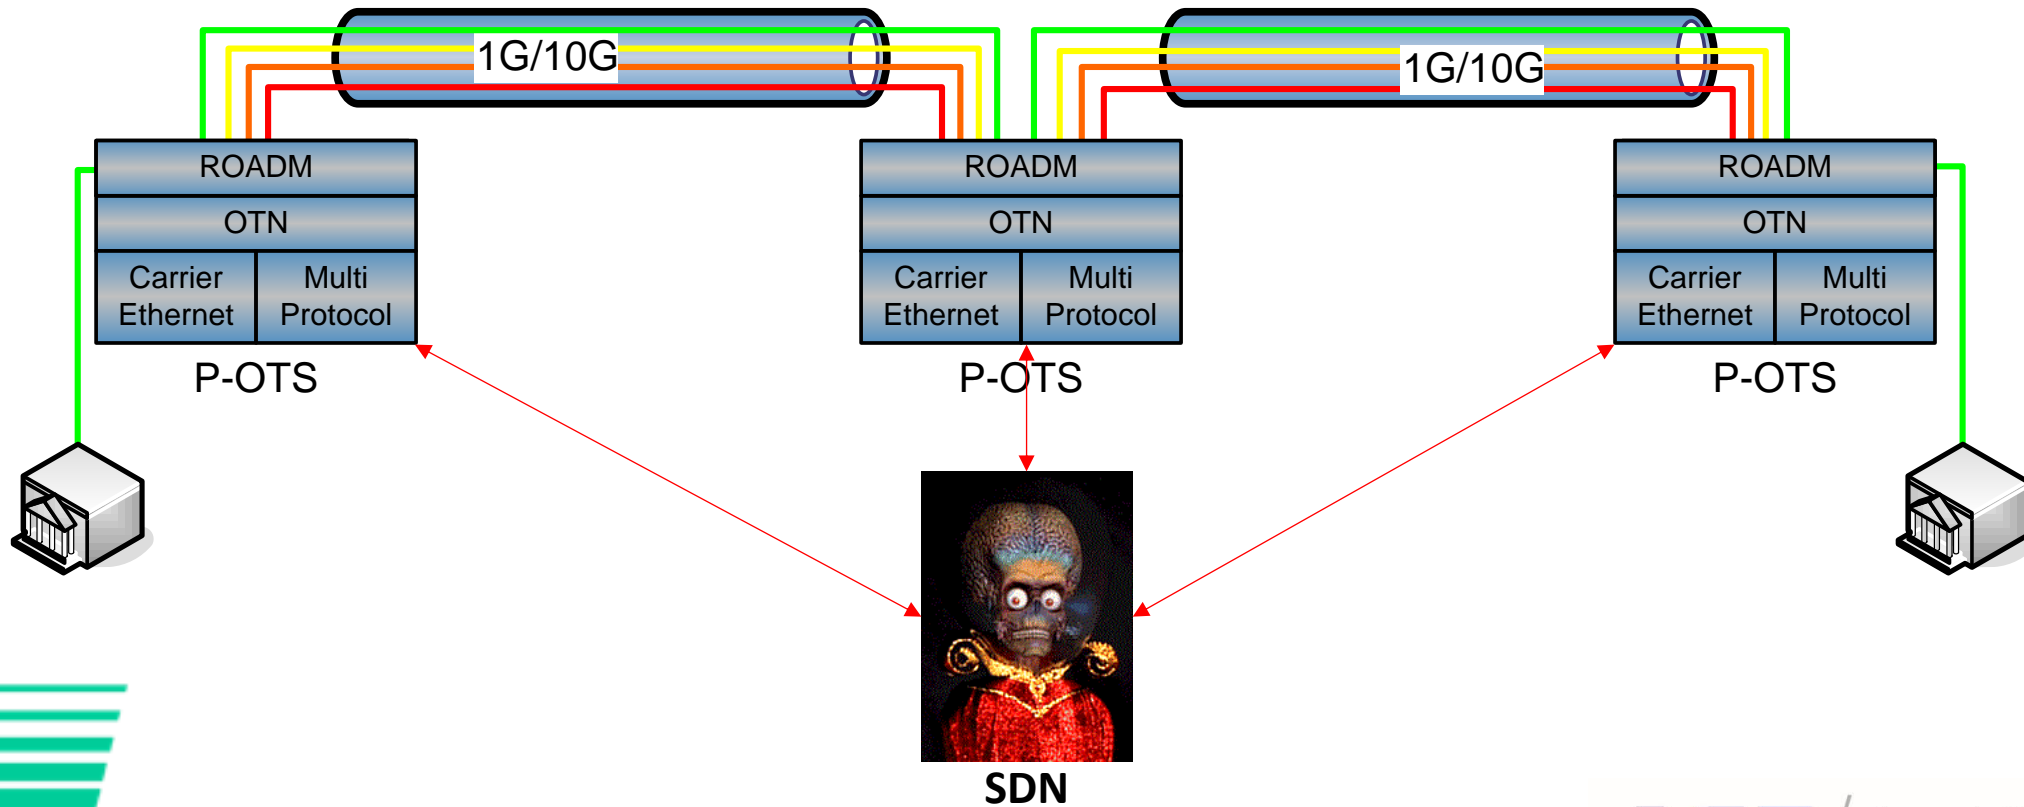 1G/10G
1G/10G
ROADM
OTN
Carrier
Ethernet
Multi
Protocol
P-OTS
ROADM
OTN
Carrier
Ethernet
Multi
Protocol
P-OTS
ROADM
OTN
Carrier
Ethernet
Multi
Protocol
P-OTS
SDN